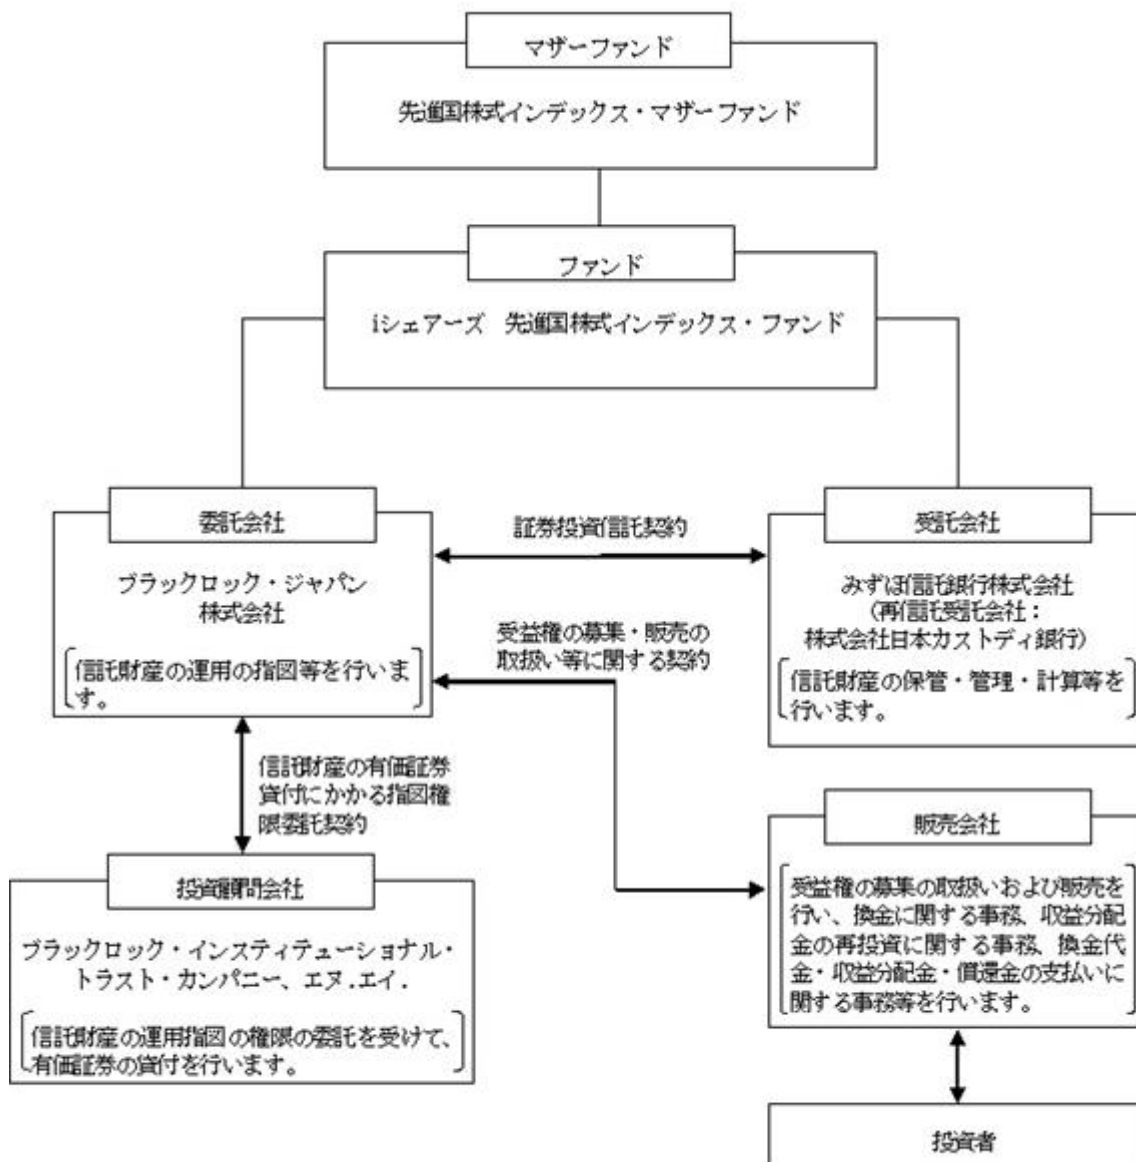 マザーファンド
先進国株式インデックス・マザーファンド
ファンド
iシェアーズ　先進国株式インデックス・ファンド
委託会社
ブラックロック・ジャパン
株式会社
信託財産の運用の指図等を行いま
す。
証券投資信託契約
受益権の募集・販売の
取扱い等に関する契約
受託会社
みずほ信託銀行株式会社
（再信託受託会社：
株式会社日本カストディ銀行）
信託財産の保管・管理・計算等を
行います。
信託財産の有価証券
貸付にかかる指図権
限委託契約
投資顧問会社
ブラックロック・インスティテューショナル・
トラスト・カンパニー、エヌ.エイ.
信託財産の運用指図の権限の委託を受けて、
有価証券の貸付を行います。
販売会社
受益権の募集の取扱いおよび販売を
行い、換金に関する事務、収益分配
金の再投資に関する事務、換金代
金・収益分配金・償還金の支払いに
関する事務等を行います。
投資者